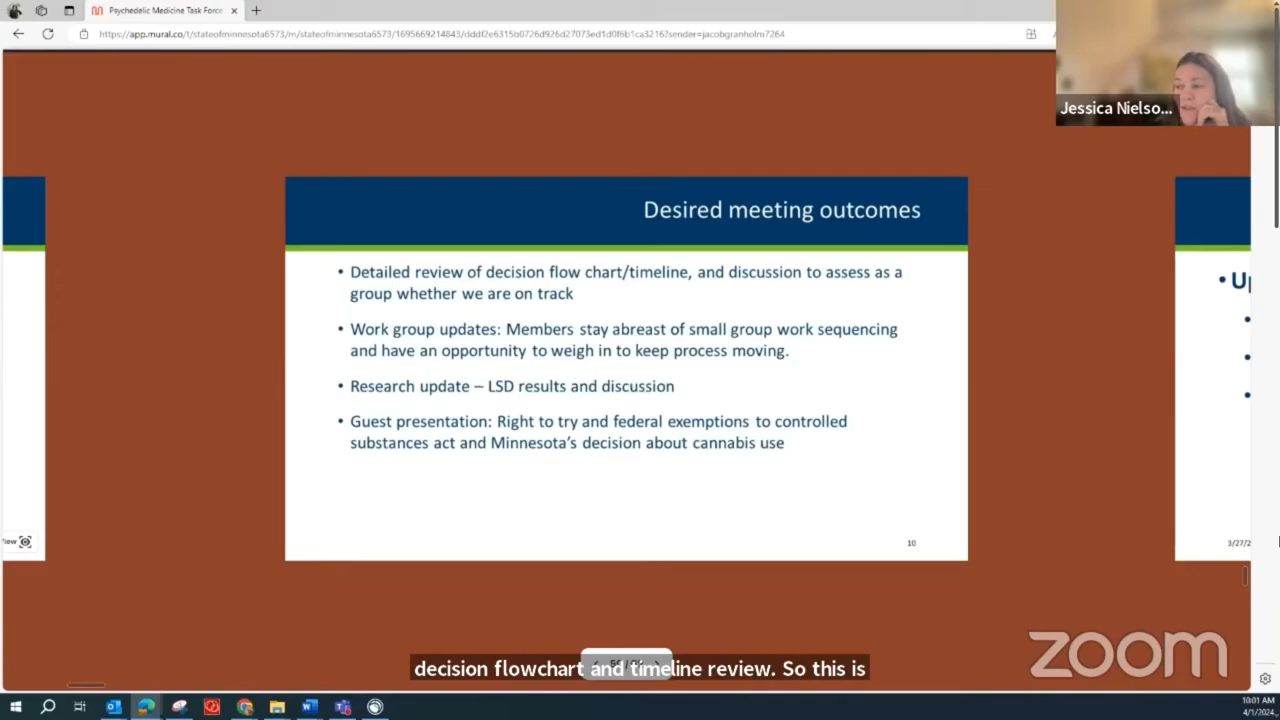 Psychedelic Medicine Task Force
https://app.mural.co/t/stateofminnesota6573/m/stateofminnesota6573/1695669214843/dddf2e6315b0726d926d27073ed1d0f6b1ca3216?sender=jacobgranholm7264
Jessica Nielso...
Desired meeting outcomes
• Detailed review of decision flow chart/timeline, and discussion to assess as a
group whether we are on track
• Work group updates: Members stay abreast of small group work sequencing
and have an opportunity to weigh in to keep process moving.
• Research update – LSD results and discussion
• Guest presentation: Right to try and federal exemptions to controlled
substances act and Minnesota's decision about cannabis use
10
• Up
3/27/2
decision flowchart and timeline review. So this is
zoom
10:01 AM
4/1/2024